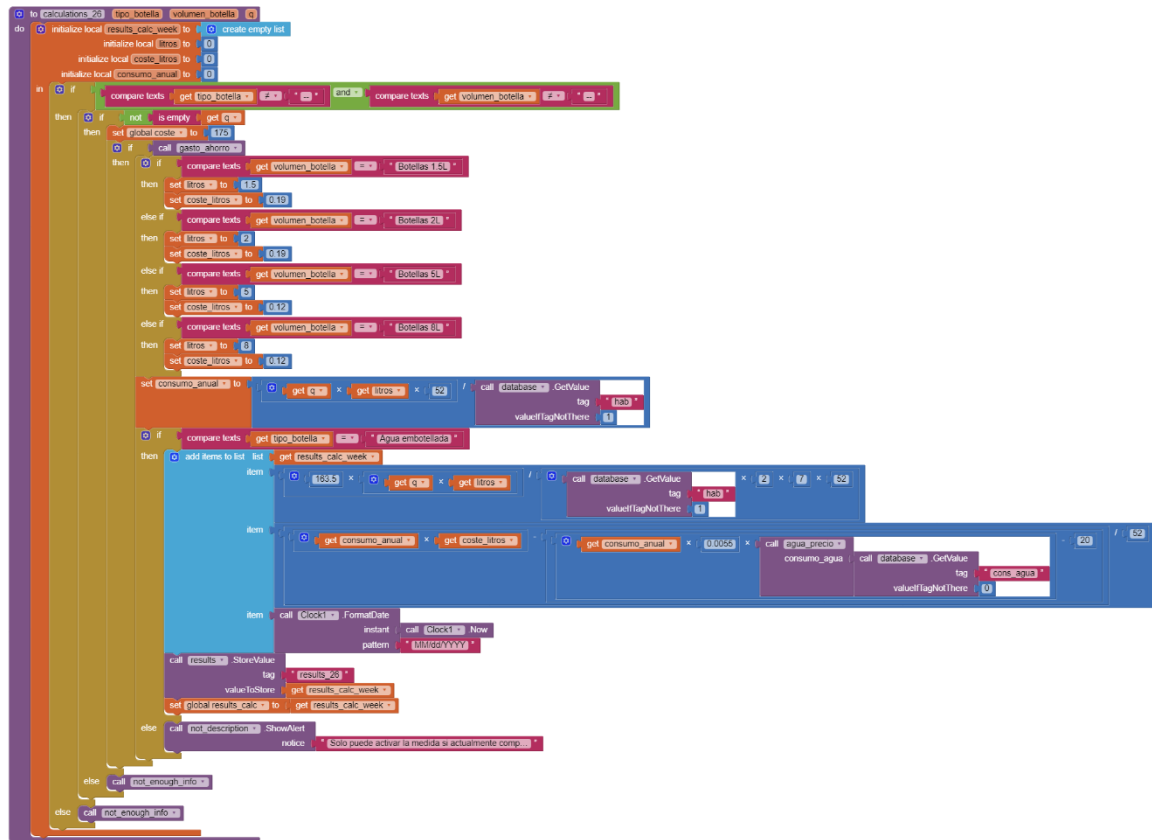 to calculations_26 tipo_botella volumen_botella q
do initialize local results_calc_week to create empty list
initialize local litros to 0
initialize local coste_litros to 0
initialize local consumo_anual to 0
in if compare texts get tipo_botella ≠ " -- " and compare texts get volumen_botella ≠ " -- "
then if not is empty get q
then set global coste to 175
if call gasto_ahorro
then if compare texts get volumen_botella = " Botellas 1.5L "
then set litros to 1.5
set coste_litros to 0.19
else if compare texts get volumen_botella = " Botellas 2L "
then set litros to 2
set coste_litros to 0.19
else if compare texts get volumen_botella = " Botellas 5L "
then set litros to 5
set coste_litros to 0.12
else if compare texts get volumen_botella = " Botellas 8L "
then set litros to 8
set coste_litros to 0.12
set consumo_anual to get q × get litros × 52 / call database .GetValue
tag " hab "
valueIfTagNotThere 1
if compare texts get tipo_botella = " Agua embotellada "
then add items to list list get results_calc_week
item 163.5 × get q × get litros / call database .GetValue × 2 × 7 × 52
tag " hab "
valueIfTagNotThere 1
item get consumo_anual × get coste_litros - get consumo_anual × 0.0055 × call agua_precio - 20 / 52
consumo_agua call database .GetValue
tag " cons_agua "
valueIfTagNotThere 0
item call Clock1 .FormatDate
instant call Clock1 .Now
pattern " MM/dd/YYYY "
call results .StoreValue
tag " results_26 "
valueToStore get results_calc_week
set global results_calc to get results_calc_week
else call not_description .ShowAlert
notice " Solo puede activar la medida si actualmente comp... "
else call not_enough_info
else call not_enough_info